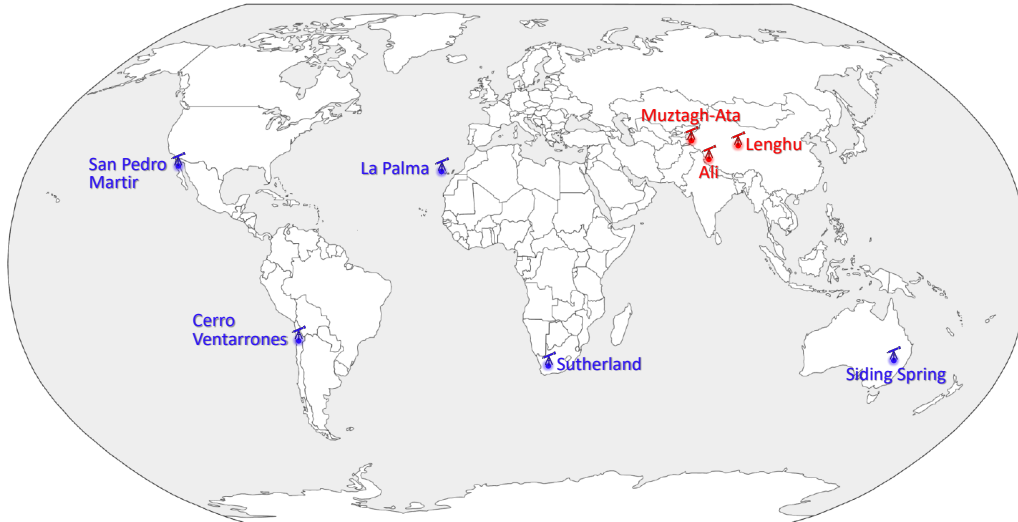 Muztagh-Ata
Lenghu
Ali
San Pedro
Martir
La Palma
Cerro
Ventarrones
Sutherland
Siding Spring